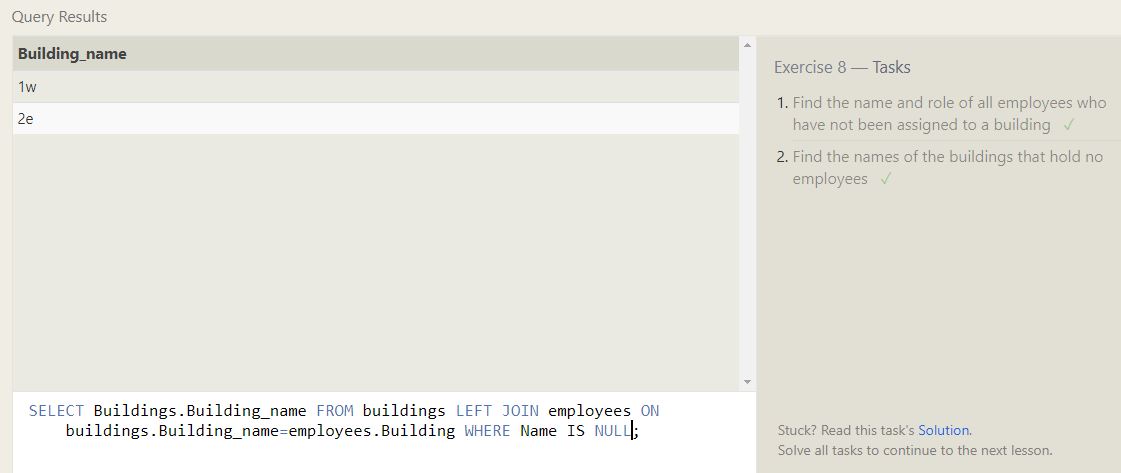 Query Results
Building_name
1w
2e
SELECT Buildings.Building_name FROM buildings LEFT JOIN employees ON
buildings.Building_name=employees.Building WHERE Name IS NULL;
Exercise 8 — Tasks
1. Find the name and role of all employees who
have not been assigned to a building ✓
2. Find the names of the buildings that hold no
employees ✓
Stuck? Read this task's Solution.
Solve all tasks to continue to the next lesson.